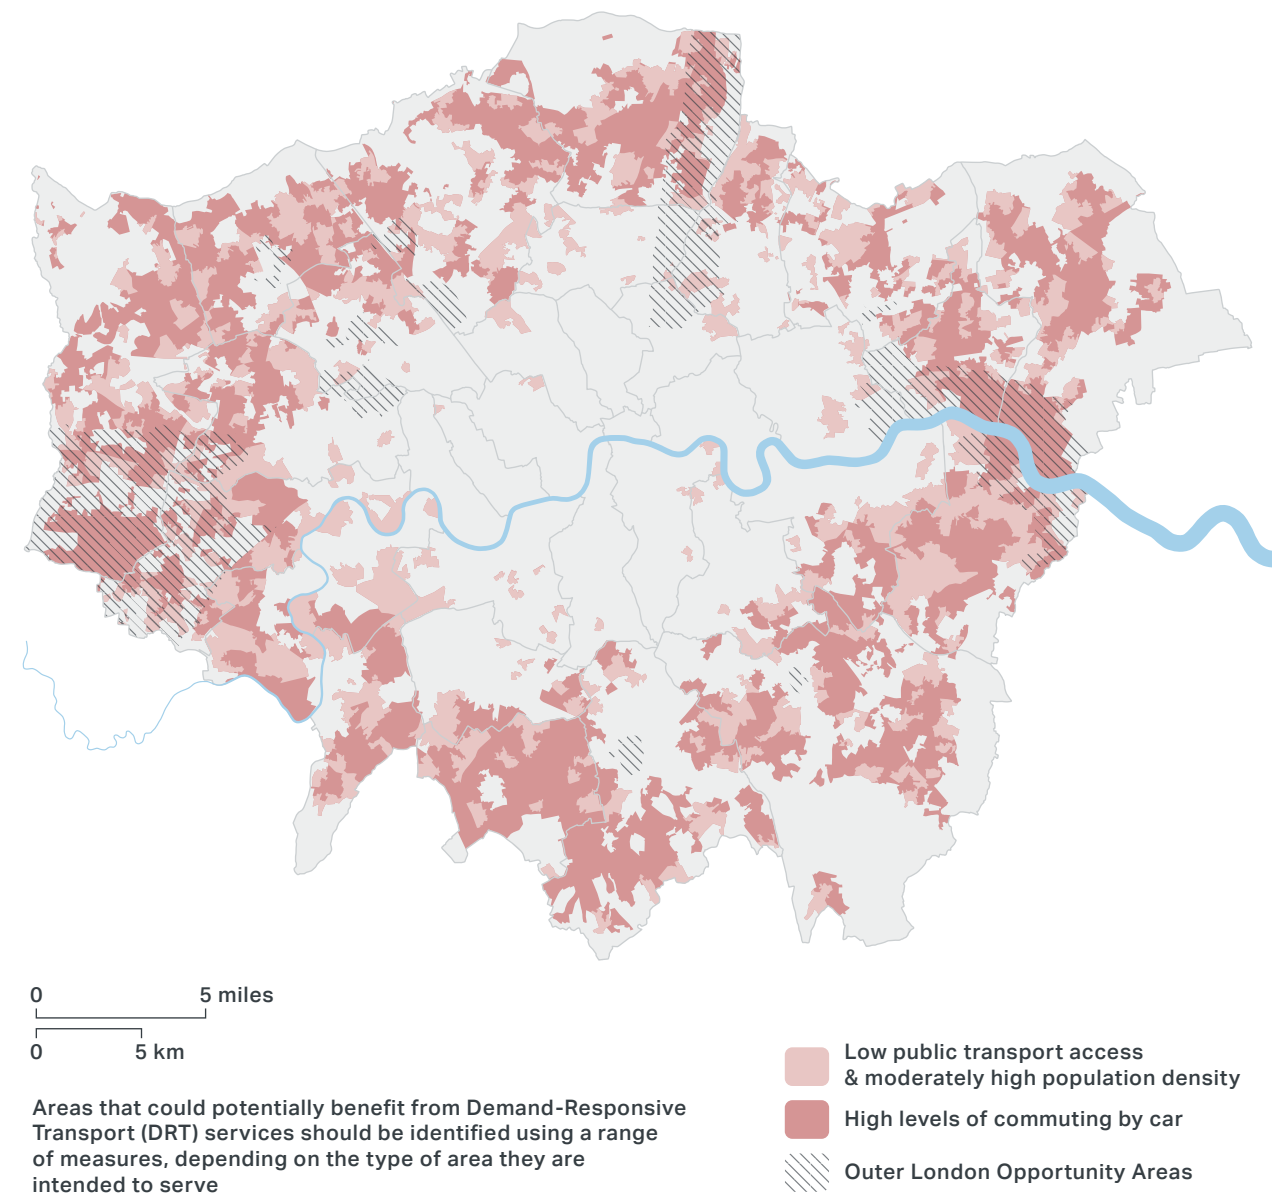 0 5 miles
0 5 km
Areas that could potentially benefit from Demand-Responsive
Transport (DRT) services should be identified using a range
of measures, depending on the type of area they are
intended to serve
Low public transport access
& moderately high population density
High levels of commuting by car
Outer London Opportunity Areas